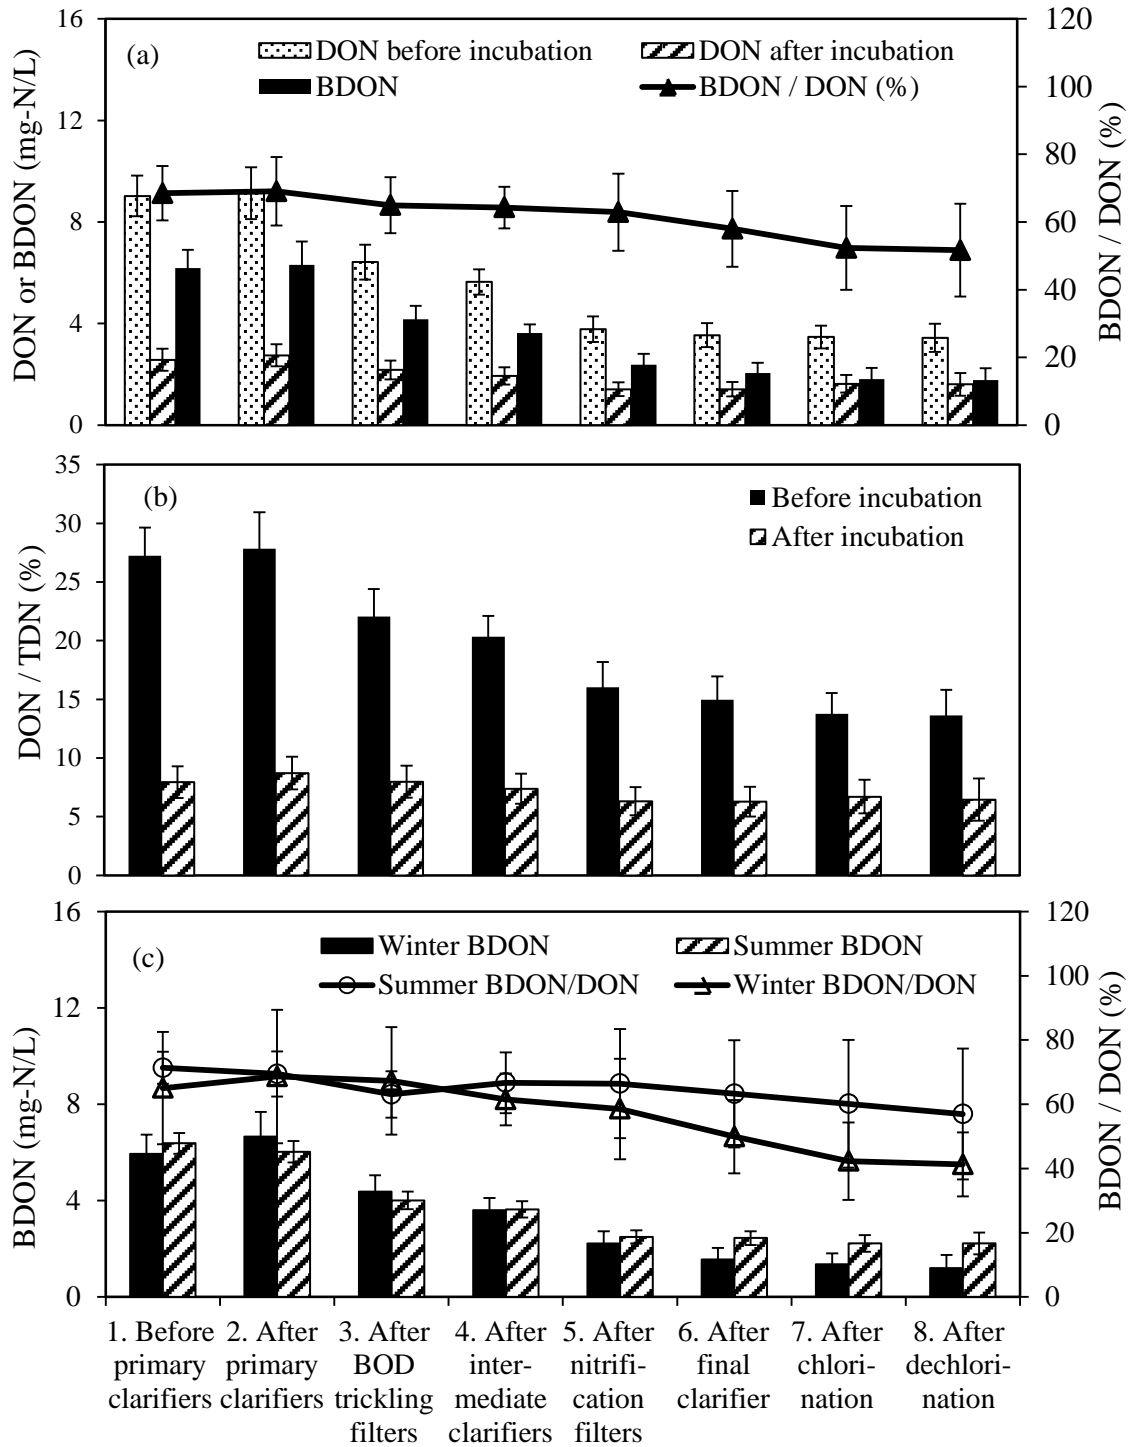 16
12
8
4
0
DON or BDON (mg-N/L)
(a)
DON before incubation
DON after incubation
BDON
BDON / DON (%)
120
100
80
60
40
20
0
BDON / DON (%)
35
30
25
20
15
10
5
0
DON / TDN (%)
(b)
Before incubation
After incubation
16
12
8
4
0
BDON (mg-N/L)
(c)
Winter BDON
Summer BDON
Summer BDON/DON
Winter BDON/DON
120
100
80
60
40
20
0
BDON / DON (%)
1. Before
primary
clarifiers
2. After
primary
clarifiers
3. After
BOD
trickling
filters
4. After
inter-
mediate
clarifiers
5. After
nitrifi-
cation
filters
6. After
final
clarifier
7. After
chlori-
nation
8. After
dechlori-
nation